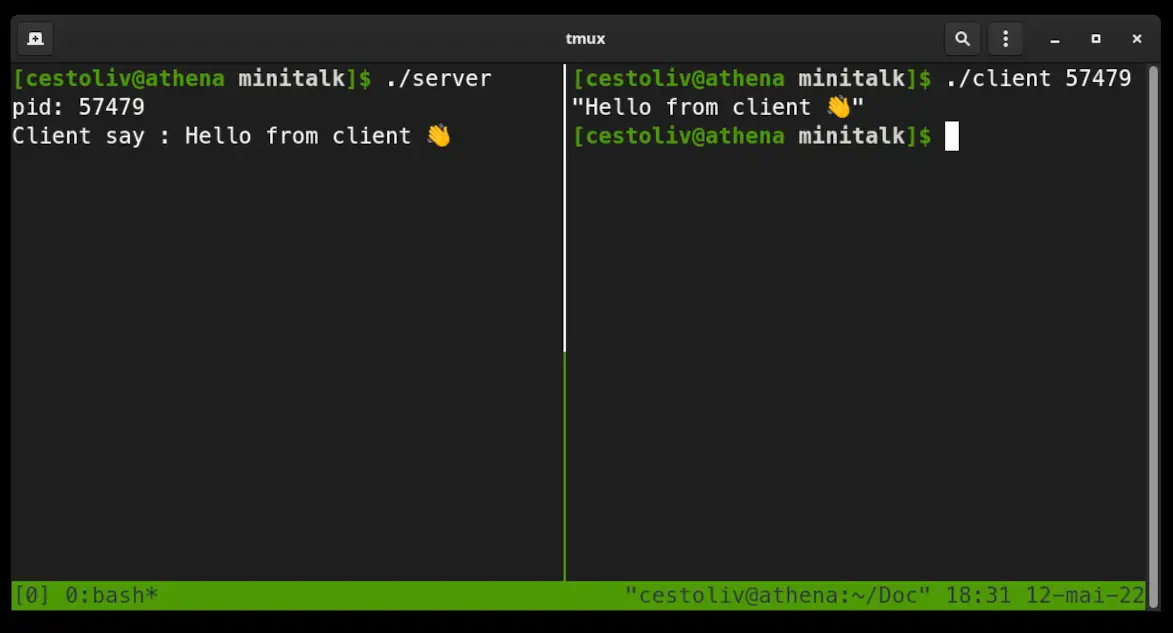 tmux
[cestoliv@athena minitalk]$ ./server
pid: 57479
Client say : Hello from client 👋
[cestoliv@athena minitalk]$ ./client 57479
"Hello from client 👋"
[cestoliv@athena minitalk]$
[0] 0:bash* "cestoliv@athena:~/Doc" 18:31 12-mai-22